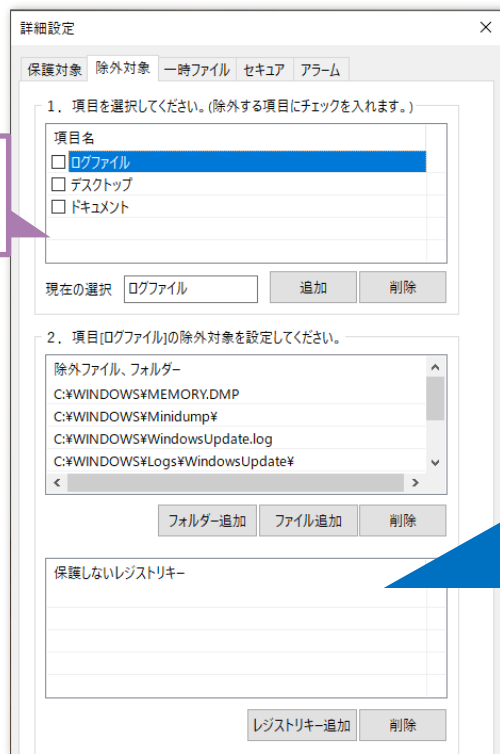 詳細設定
保護対象 除外対象 一時ファイル セキュア アラーム
1. 項目を選択してください。(除外する項目にチェックを入れます。)
項目名
ログファイル
デスクトップ
ドキュメント
現在の選択 ログファイル 追加 削除
2. 項目[ログファイル]の除外対象を設定してください。
除外ファイル、フォルダー
C:¥WINDOWS¥MEMORY.DMP
C:¥WINDOWS¥Minidump¥
C:¥WINDOWS¥WindowsUpdate.log
C:¥WINDOWS¥Logs¥WindowsUpdate¥
フォルダー追加 ファイル追加 削除
保護しないレジストリキー
レジストリキー追加 削除